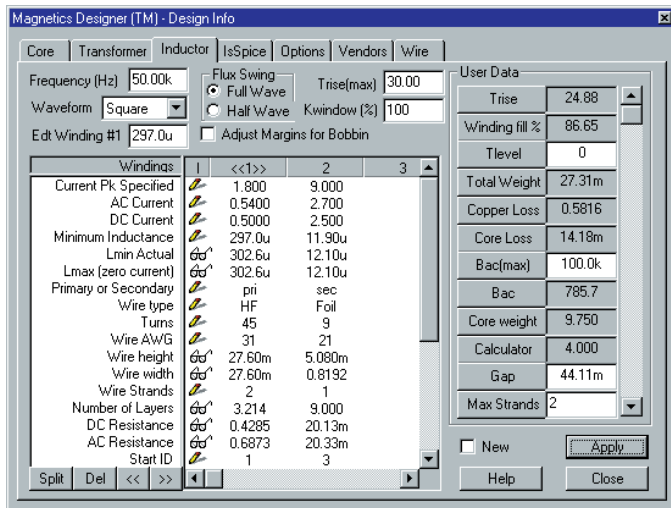 Magnetics Designer (TM) - Design Info
Core Transformer Inductor IsSpice Options Vendors Wire
Frequency (Hz) 50.00k Flux Swing Full Wave Half Wave Trise(max) 30.00
Waveform Square Kwindow (%) 100
Edt Winding #1 297.0u Adjust Margins for Bobbin
Windings I <<1>> 2 3
Current Pk Specified 1.800 9.000
AC Current 0.5400 2.700
DC Current 0.5000 2.500
Minimum Inductance 297.0u 11.90u
Lmin Actual 302.6u 12.10u
Lmax (zero current) 302.6u 12.10u
Primary or Secondary pri sec
Wire type HF Foil
Turns 45 9
Wire AWG 31 21
Wire height 27.60m 5.080m
Wire width 27.60m 0.8192
Wire Strands 2 1
Number of Layers 3.214 9.000
DC Resistance 0.4285 20.13m
AC Resistance 0.6873 20.33m
Start ID 1 3
Split Del << >>
User Data
Trise 24.88
Winding fill % 86.65
Tlevel 0
Total Weight 27.31m
Copper Loss 0.5816
Core Loss 14.18m
Bac(max) 100.0k
Bac 785.7
Core weight 9.750
Calculator 4.000
Gap 44.11m
Max Strands 2
New Apply
Help Close